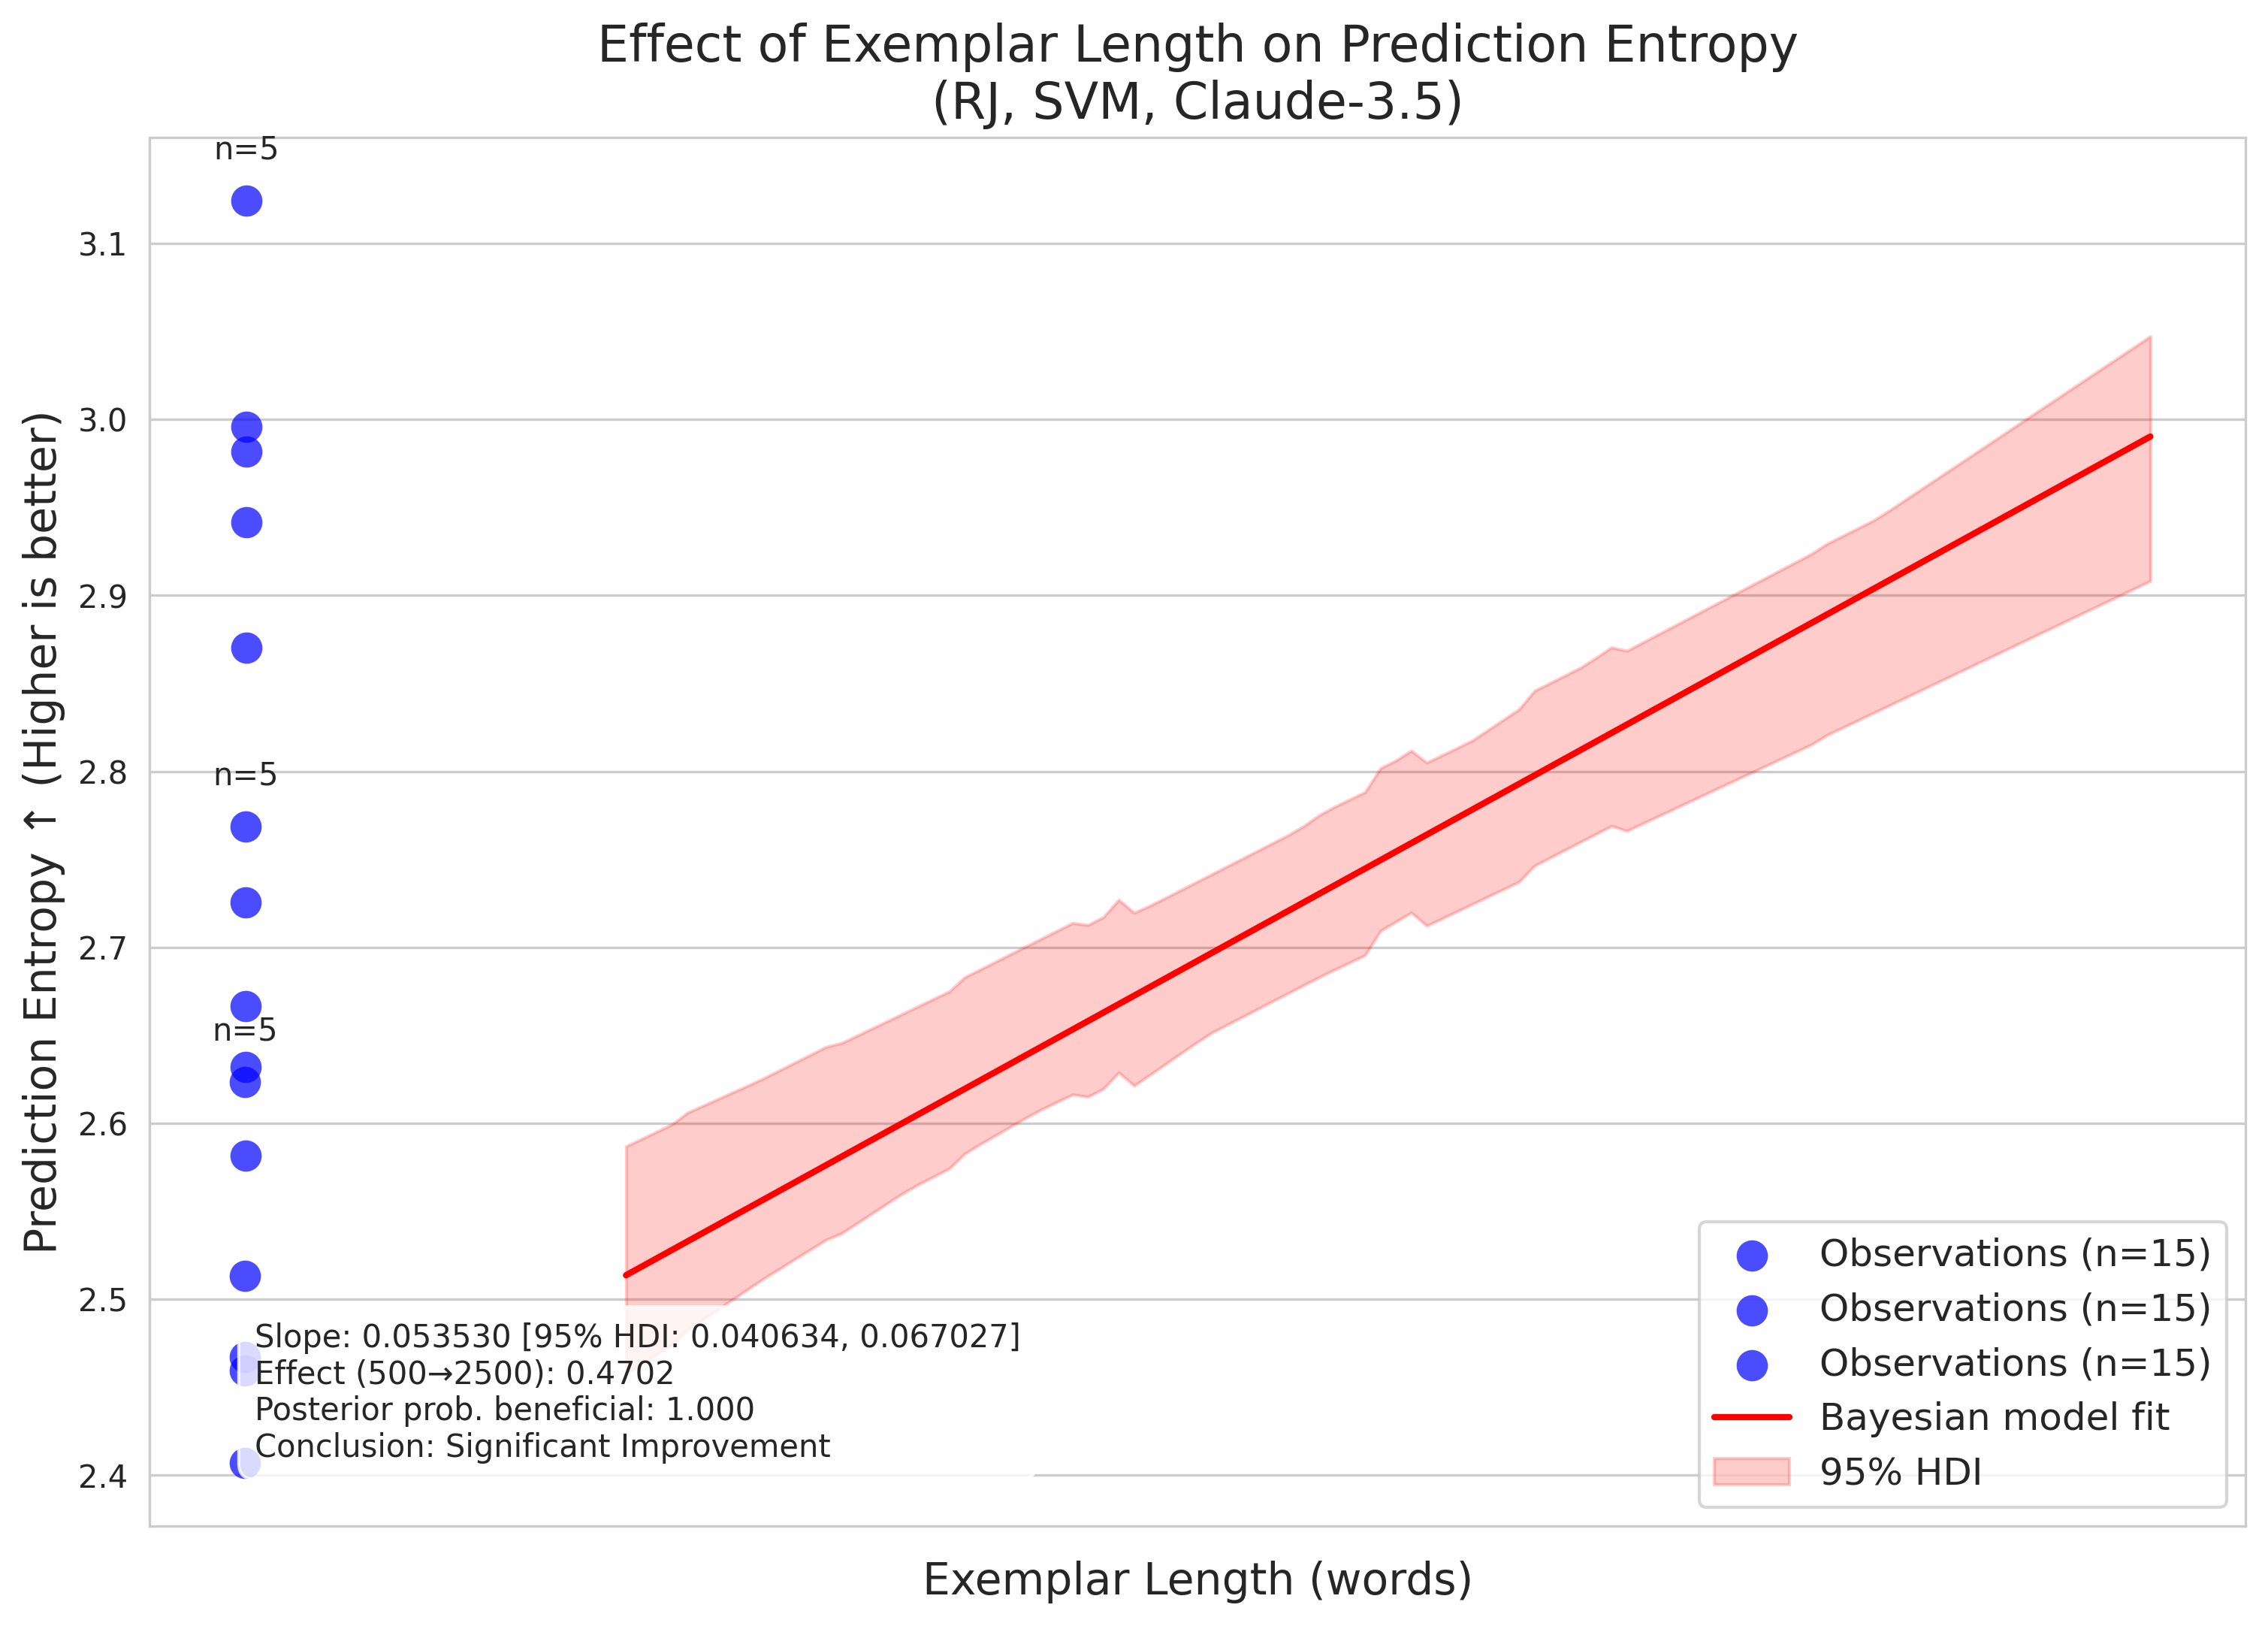 Effect of Exemplar Length on Prediction Entropy
(RJ, SVM, Claude-3.5)
Prediction Entropy ↑ (Higher is better)
n=5
3.1
3.0
2.9
2.8
n=5
2.7
n=5
2.6
2.5
2.4
Slope: 0.053530 [95% HDI: 0.040634, 0.067027]
Effect (500→2500): 0.4702
Posterior prob. beneficial: 1.000
Conclusion: Significant Improvement
Observations (n=15)
Observations (n=15)
Observations (n=15)
Bayesian model fit
95% HDI
Exemplar Length (words)